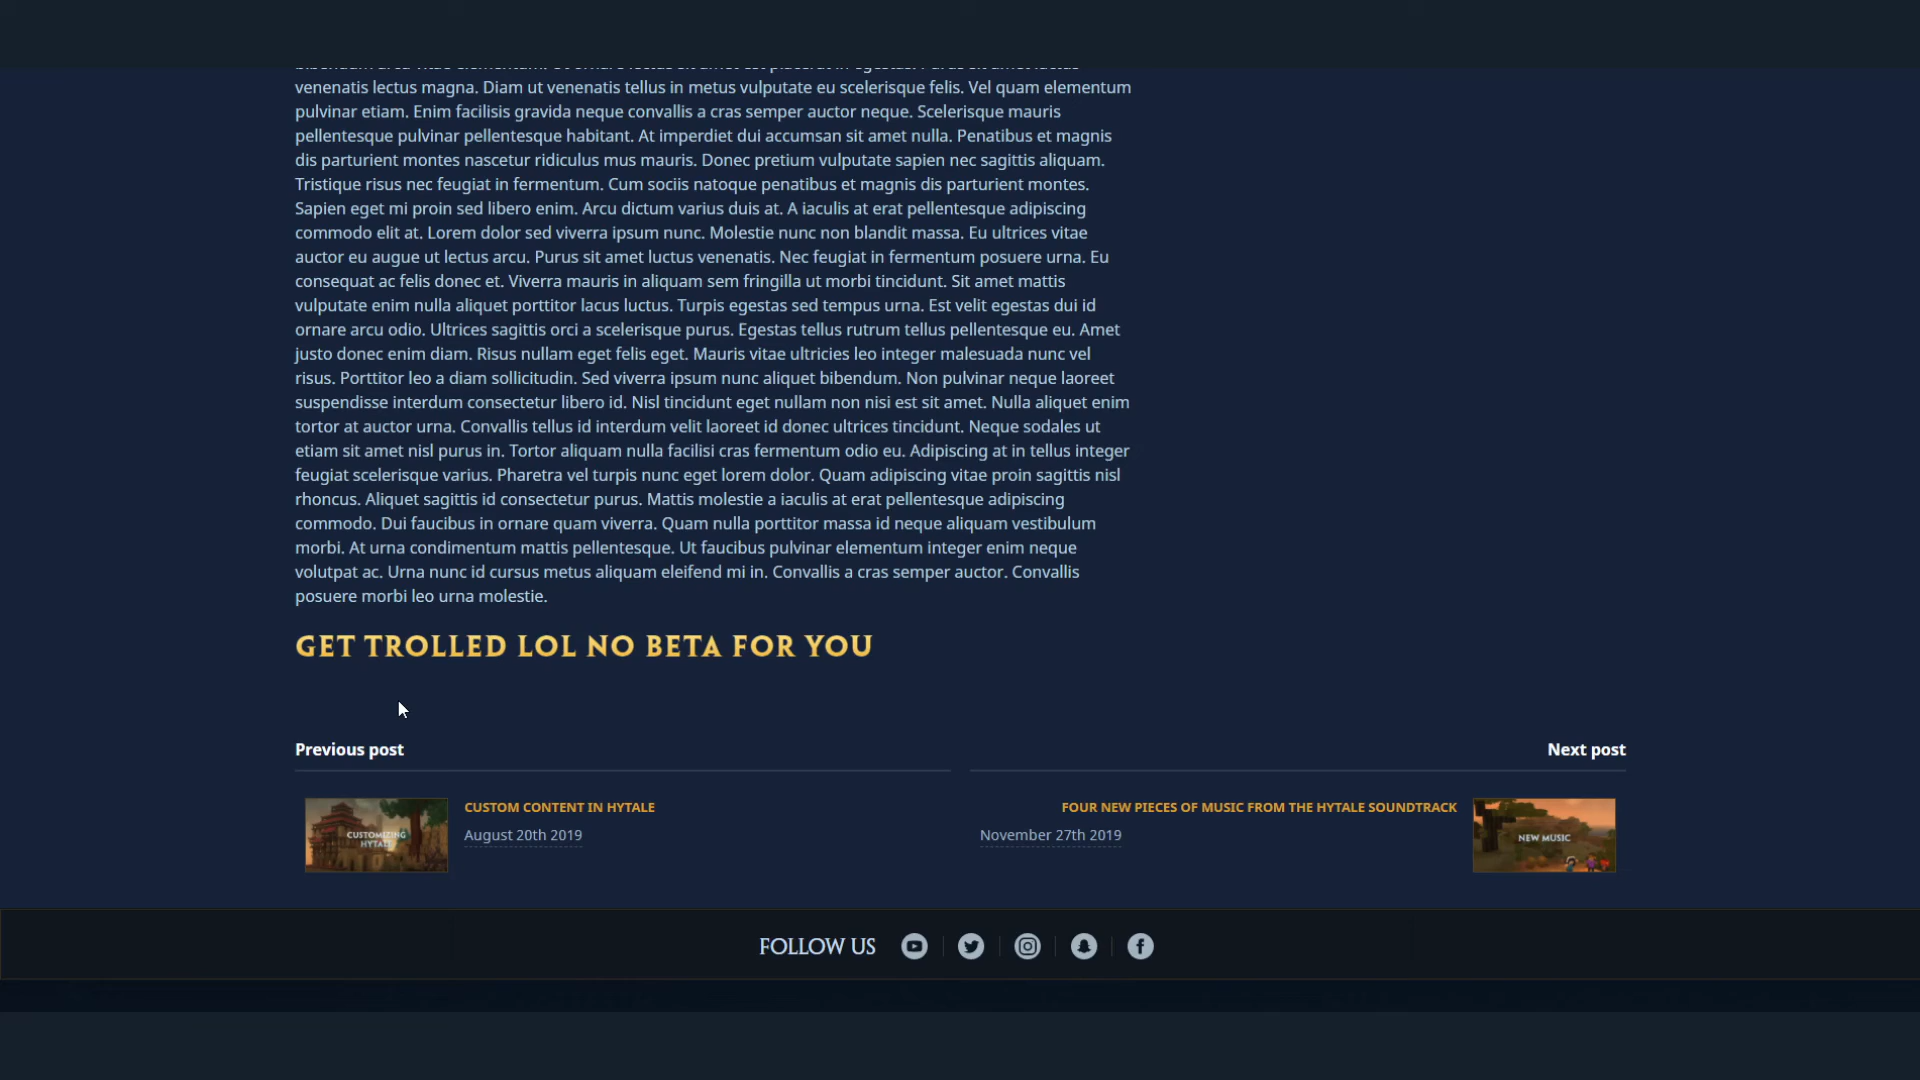 venenatis lectus magna. Diam ut venenatis tellus in metus vulputate eu scelerisque felis. Vel quam elementum
pulvinar etiam. Enim facilisis gravida neque convallis a cras semper auctor neque. Scelerisque mauris
pellentesque pulvinar pellentesque habitant. At imperdiet dui accumsan sit amet nulla. Penatibus et magnis
dis parturient montes nascetur ridiculus mus mauris. Donec pretium vulputate sapien nec sagittis aliquam.
Tristique risus nec feugiat in fermentum. Cum sociis natoque penatibus et magnis dis parturient montes.
Sapien eget mi proin sed libero enim. Arcu dictum varius duis at. A iaculis at erat pellentesque adipiscing
commodo elit at. Lorem dolor sed viverra ipsum nunc. Molestie nunc non blandit massa. Eu ultrices vitae
auctor eu augue ut lectus arcu. Purus sit amet luctus venenatis. Nec feugiat in fermentum posuere urna. Eu
consequat ac felis donec et. Viverra mauris in aliquam sem fringilla ut morbi tincidunt. Sit amet mattis
vulputate enim nulla aliquet porttitor lacus luctus. Turpis egestas sed tempus urna. Est velit egestas dui id
ornare arcu odio. Ultrices sagittis orci a scelerisque purus. Egestas tellus rutrum tellus pellentesque eu. Amet
justo donec enim diam. Risus nullam eget felis eget. Mauris vitae ultricies leo integer malesuada nunc vel
risus. Porttitor leo a diam sollicitudin. Sed viverra ipsum nunc aliquet bibendum. Non pulvinar neque laoreet
suspendisse interdum consectetur libero id. Nisl tincidunt eget nullam non nisi est sit amet. Nulla aliquet enim
tortor at auctor urna. Convallis tellus id interdum velit laoreet id donec ultrices tincidunt. Neque sodales ut
etiam sit amet nisl purus in. Tortor aliquam nulla facilisi cras fermentum odio eu. Adipiscing at in tellus integer
feugiat scelerisque varius. Pharetra vel turpis nunc eget lorem dolor. Quam adipiscing vitae proin sagittis nisl
rhoncus. Aliquet sagittis id consectetur purus. Mattis molestie a iaculis at erat pellentesque adipiscing
commodo. Dui faucibus in ornare quam viverra. Quam nulla porttitor massa id neque aliquam vestibulum
morbi. At urna condimentum mattis pellentesque. Ut faucibus pulvinar elementum integer enim neque
volutpat ac. Urna nunc id cursus metus aliquam eleifend mi in. Convallis a cras semper auctor. Convallis
posuere morbi leo urna molestie.
GET TROLLED LOL NO BETA FOR YOU
Previous post
Next post
CUSTOMIZING
HYTALE
CUSTOM CONTENT IN HYTALE
August 20th 2019
FOUR NEW PIECES OF MUSIC FROM THE HYTALE SOUNDTRACK
November 27th 2019
NEW MUSIC
FOLLOW US